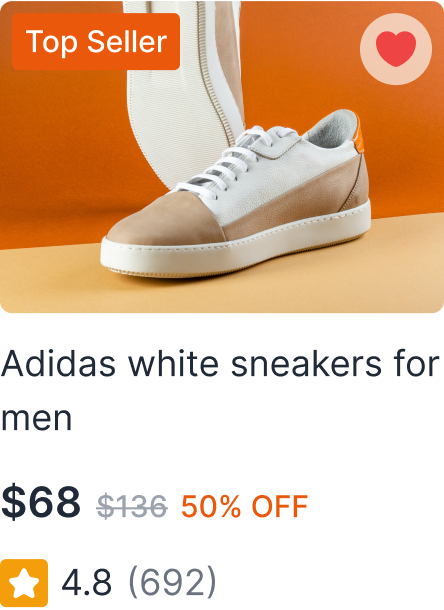 Top Seller
Adidas white sneakers for
men
$68 $136 50% OFF
4.8 (692)